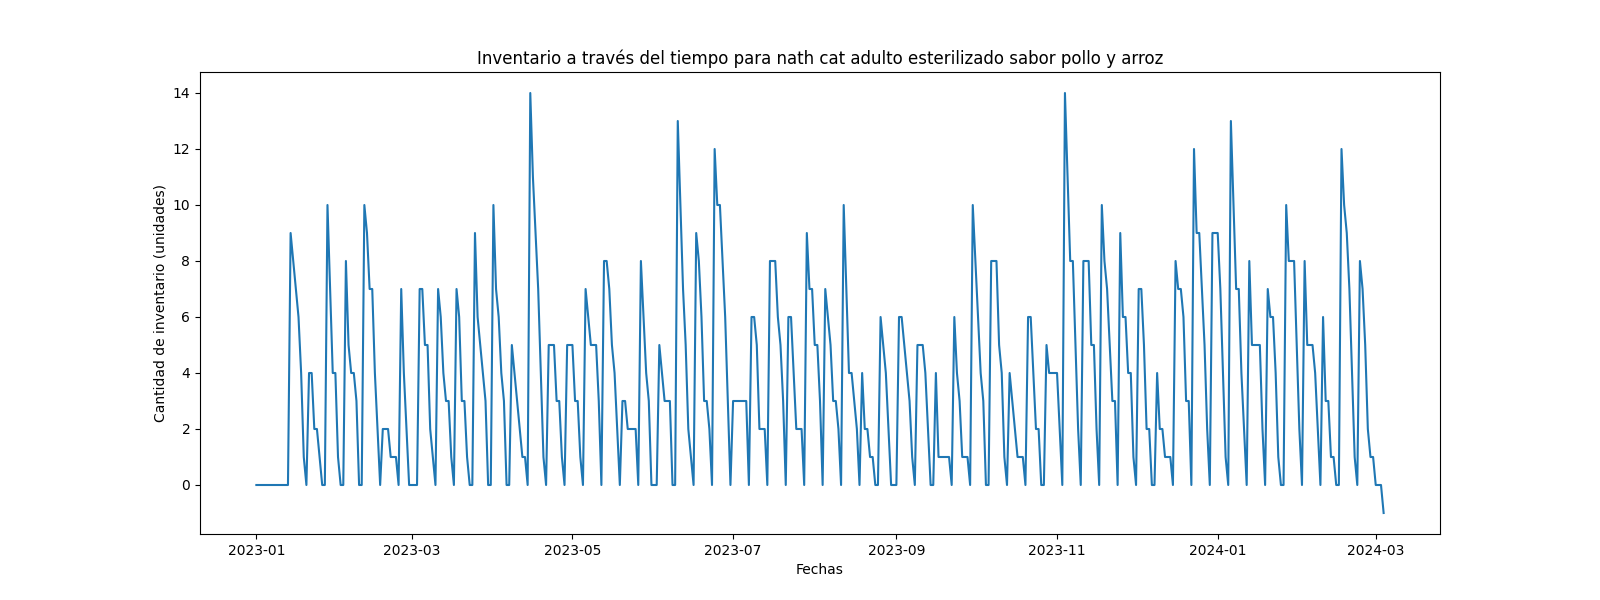 Inventario a través del tiempo para nath cat adulto esterilizado sabor pollo y arroz
Cantidad de inventario (unidades)
14
12
10
8
6
4
2
0
2023-01 2023-03 2023-05 2023-07 2023-09 2023-11 2024-01 2024-03
Fechas